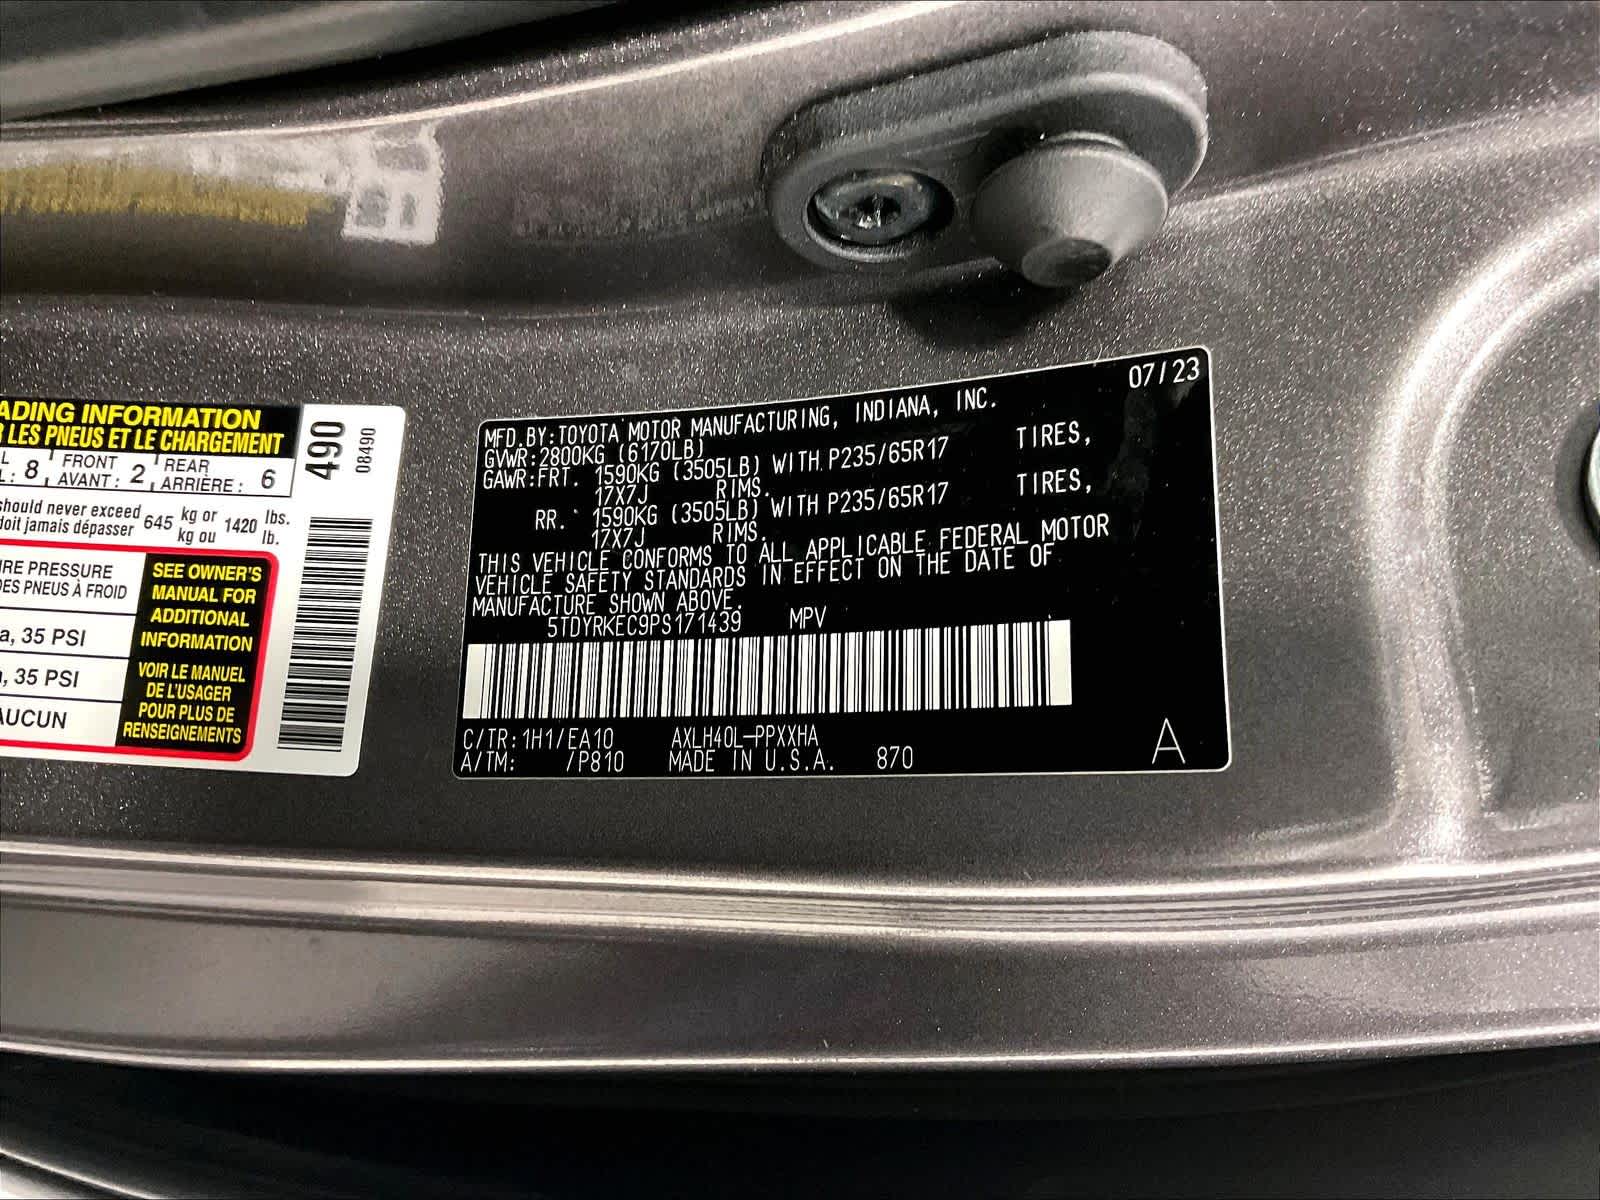 ADING INFORMATION
LES PNEUS ET LE CHARGEMENT
8 FRONT AVANT : 2 REAR ARRIÈRE : 6
should never exceed 645 kg or 1420 lbs.
doit jamais dépasser kg ou lb.
RE PRESSURE
DES PNEUS À FROID
35 PSI
35 PSI
AUCUN
SEE OWNER'S
MANUAL FOR
ADDITIONAL
INFORMATION
VOIR LE MANUEL
DE L'USAGER
POUR PLUS DE
RENSEIGNEMENTS
490
08490
07/23
MFD.BY:TOYOTA MOTOR MANUFACTURING, INDIANA, INC.
GVWR:2800KG (6170LB)
GAWR:FRT. 1590KG (3505LB) WITH P235/65R17 TIRES,
17X7J RIMS.
RR. 1590KG (3505LB) WITH P235/65R17 TIRES,
17X7J RIMS.
THIS VEHICLE CONFORMS TO ALL APPLICABLE FEDERAL MOTOR
VEHICLE SAFETY STANDARDS IN EFFECT ON THE DATE OF
MANUFACTURE SHOWN ABOVE.
5TDYRKEC9PS171439 MPV
C/TR:1H1/EA10 AXLH40L-PPXXHA
A/TM: /P810 MADE IN U.S.A. 870
A